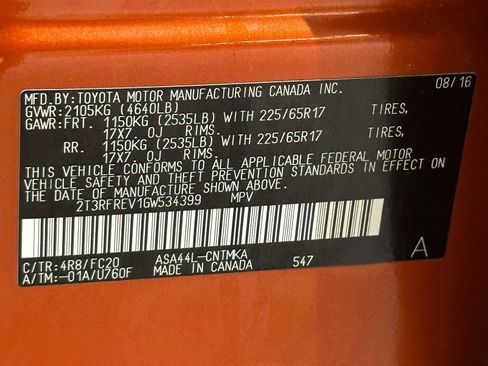 MFD.BY:TOYOTA MOTOR MANUFACTURING CANADA INC. 08/16
GVWR:2105KG (4640LB)
GAWR:FRT. 1150KG (2535LB) WITH 225/65R17 TIRES,
17X7. 0J RIMS.
RR. 1150KG (2535LB) WITH 225/65R17 TIRES,
17X7. 0J RIMS.
THIS VEHICLE CONFORMS TO ALL APPLICABLE FEDERAL MOTOR
VEHICLE SAFETY AND THEFT PREVENTION STANDARDS IN EFFECT ON
THE DATE OF MANUFACTURE SHOWN ABOVE.
2T3RFREV1GW534399 MPV
C/TR:4R8/FC20 ASA44L-CNTMKA
A/TM:-01A/U760F MADE IN CANADA 547 A